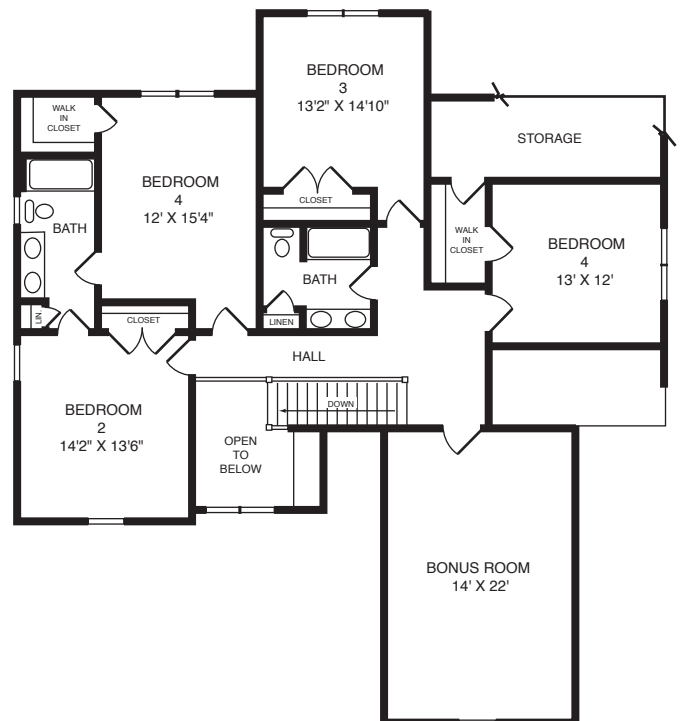 BEDROOM
3
13'2" X 14'10"
WALK
IN
CLOSET
STORAGE
BEDROOM
4
12' X 15'4"
CLOSET
BATH
WALK
IN
CLOSET
BEDROOM
4
13' X 12'
BATH
LIN.
CLOSET
LINEN
HALL
DOWN
BEDROOM
2
14'2" X 13'6"
OPEN
TO
BELOW
BONUS ROOM
14' X 22'